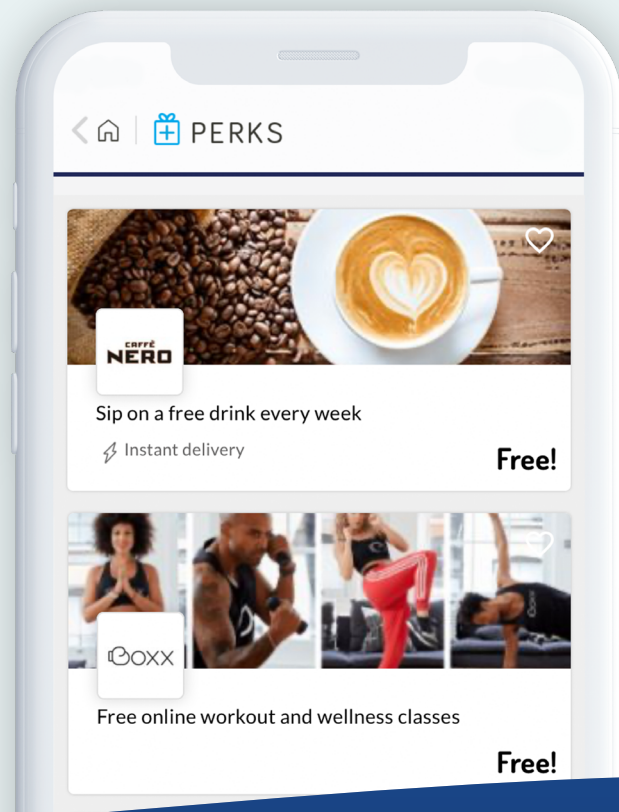 PERKS
CAFFÈ
NERO
Sip on a free drink every week
Instant delivery
Free!
BOXX
Free online workout and wellness classes
Free!